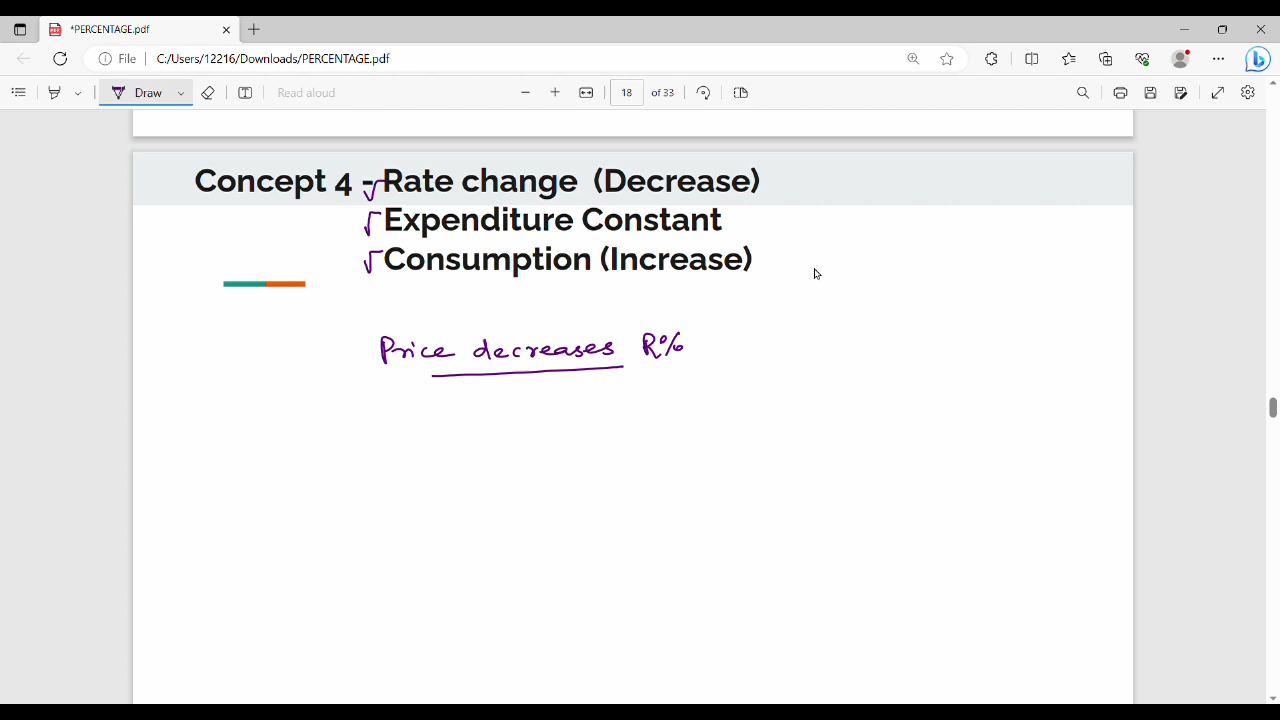 *PERCENTAGE.pdf
File C:/Users/12216/Downloads/PERCENTAGE.pdf
Draw Read aloud 18 of 33
Concept 4 - Rate change (Decrease)
Expenditure Constant
Consumption (Increase)
Price decreases R%